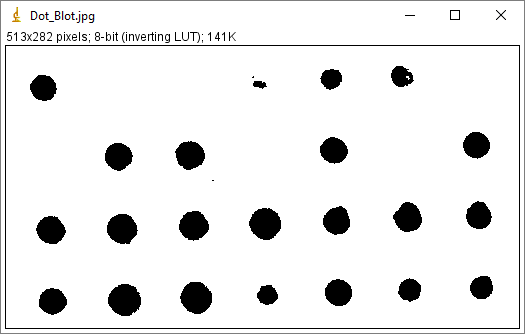 Dot_Blot.jpg
513x282 pixels; 8-bit (inverting LUT); 141K